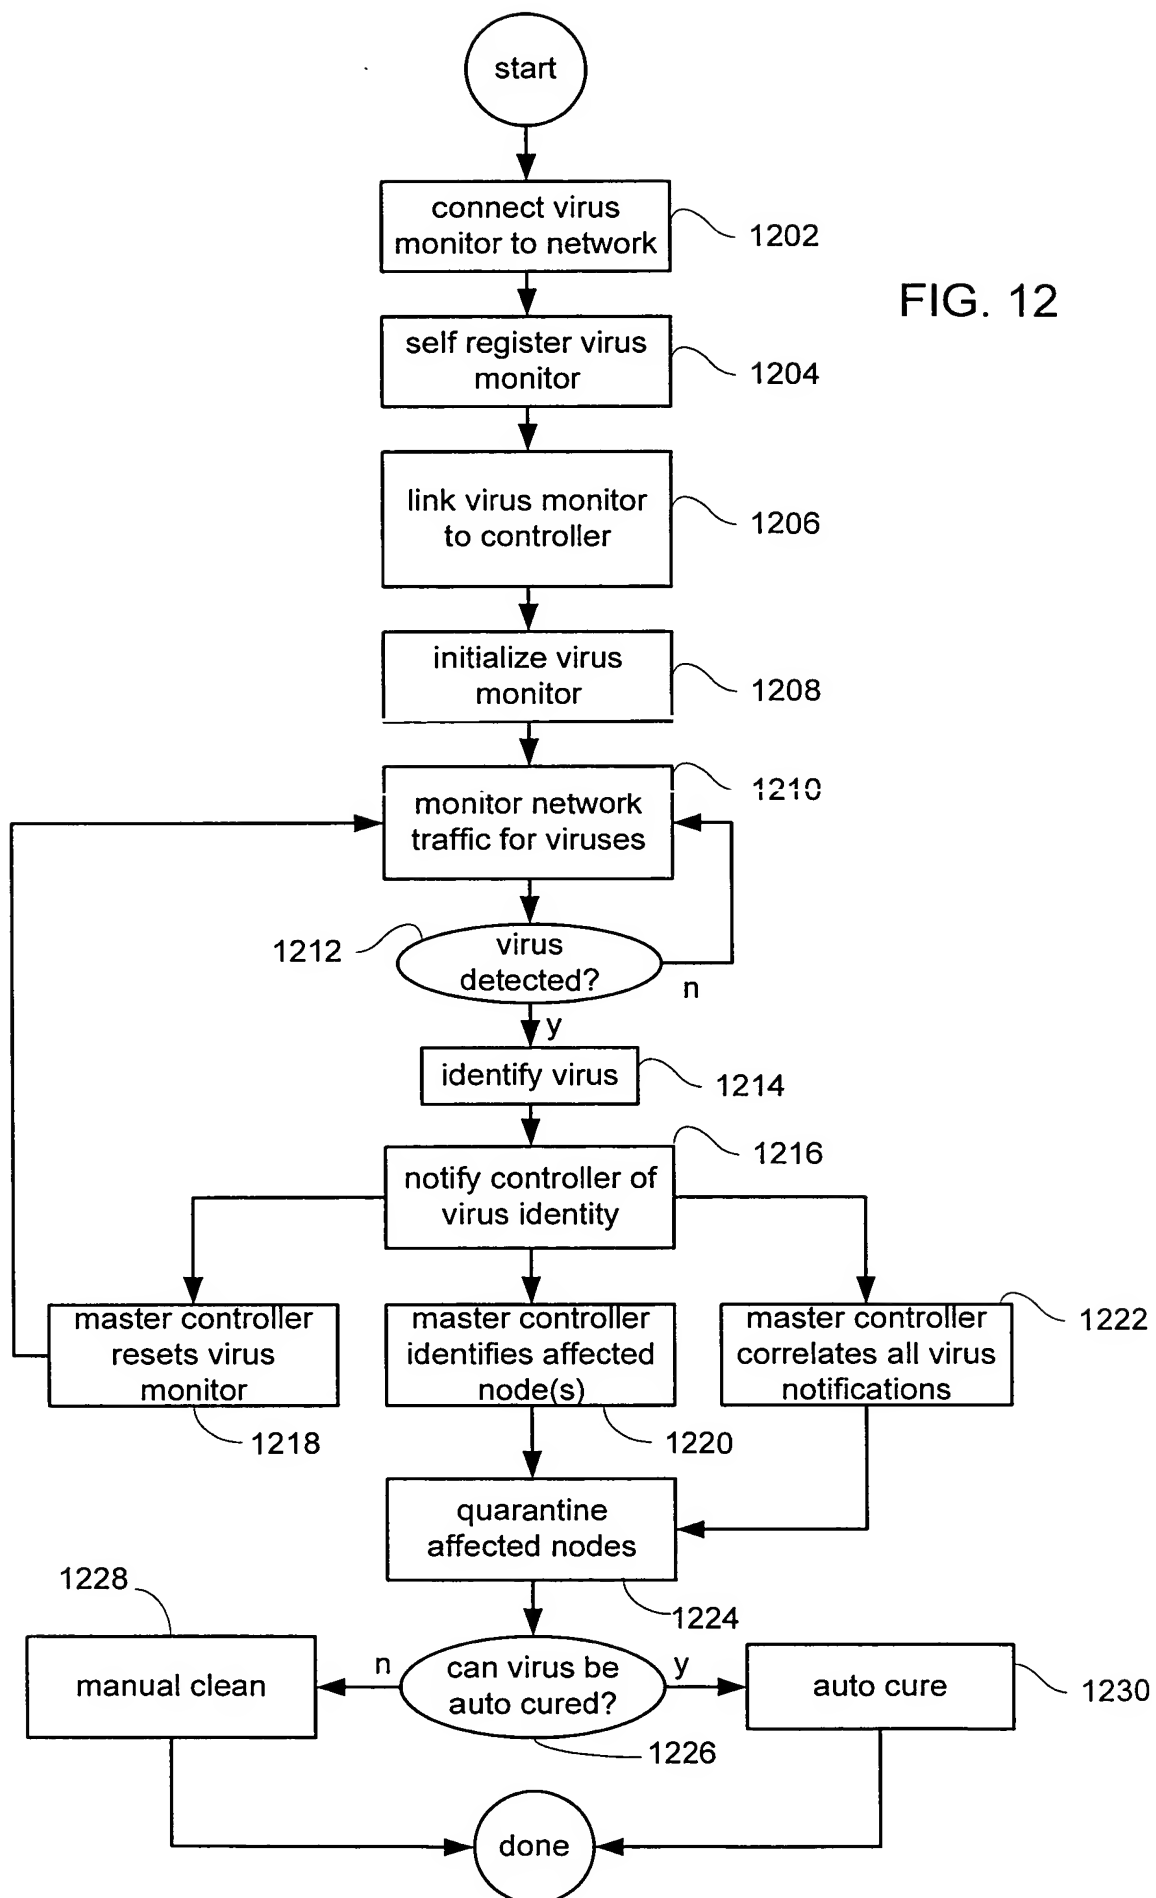 start
connect virus
monitor to network
1202
FIG. 12
self register virus
monitor
1204
link virus monitor
to controller
1206
initialize virus
monitor
1208
monitor network
traffic for viruses
1210
virus
detected?
1212
n
y
identify virus
1214
notify controller of
virus identity
1216
master controller
resets virus
monitor
1218
master controller
identifies affected
node(s)
1220
master controller
correlates all virus
notifications
1222
quarantine
affected nodes
1224
1228
manual clean
n
can virus be
auto cured?
y
1226
auto cure
1230
done